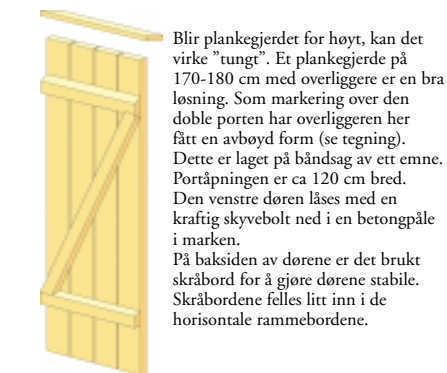 Blir plankegjerdet for høyt, kan det
virke ”tungt”. Et plankegjerde på
170-180 cm med overliggere er en bra
løsning. Som markering over den
doble porten har overliggeren her
fått en avbøyd form (se tegning).
Dette er laget på båndsag av ett emne.
Portåpningen er ca 120 cm bred.
Den venstre døren låses med en
kraftig skyvebolt ned i en betongpåle
i marken.
På baksiden av dørene er det brukt
skråbord for å gjøre dørene stabile.
Skråbordene felles litt inn i de
horisontale rammebordene.